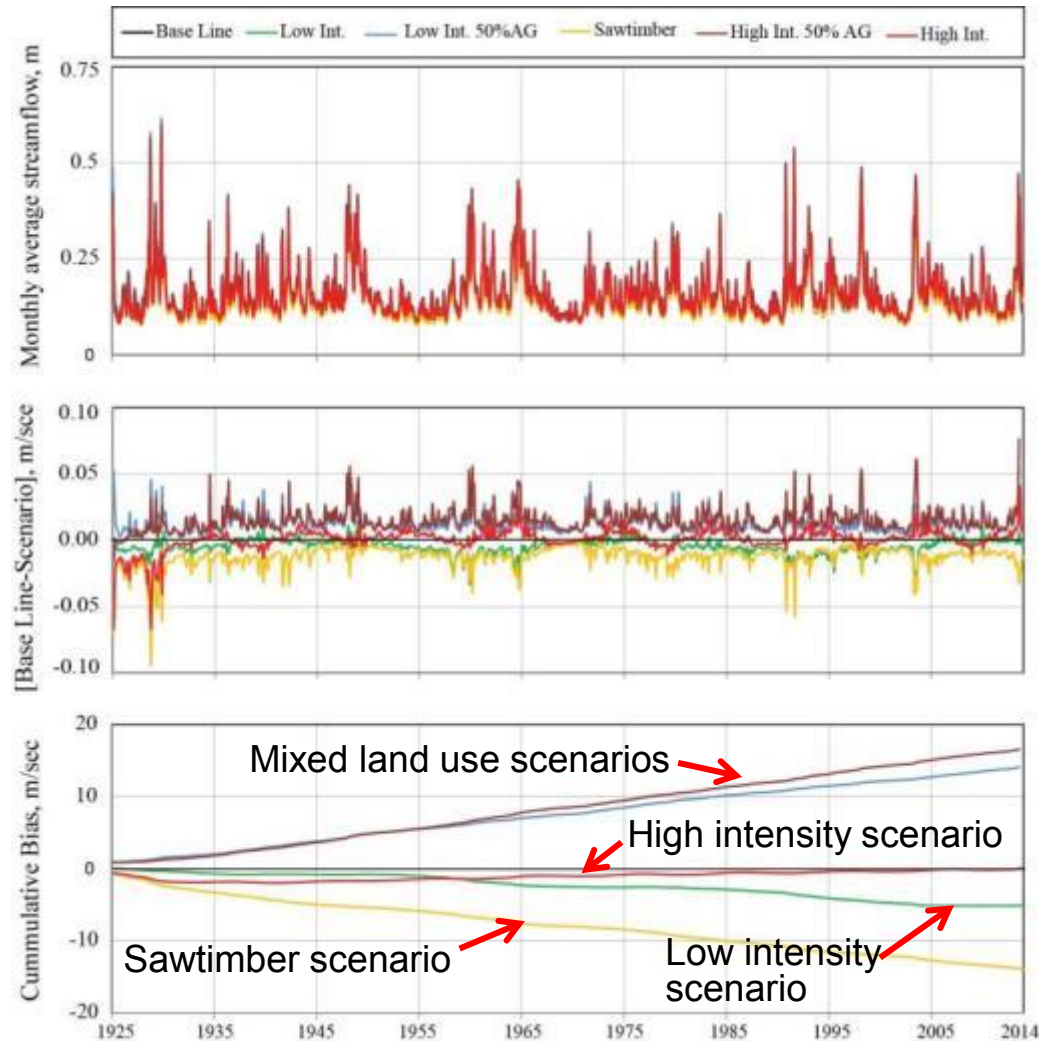 Base Line Low Int. Low Int. 50%AG Sawtimber High Int. 50% AG High Int.
Monthly average streamflow, m
0.75
0.5
0.25
0
[Base Line-Scenario], m/sec
0.10
0.05
0.00
-0.05
-0.10
Cummulative Bias, m/sec
20
10
0
-10
-20
Mixed land use scenarios
High intensity scenario
Sawtimber scenario
Low intensity
scenario
1925 1935 1945 1955 1965 1975 1985 1995 2005 2014